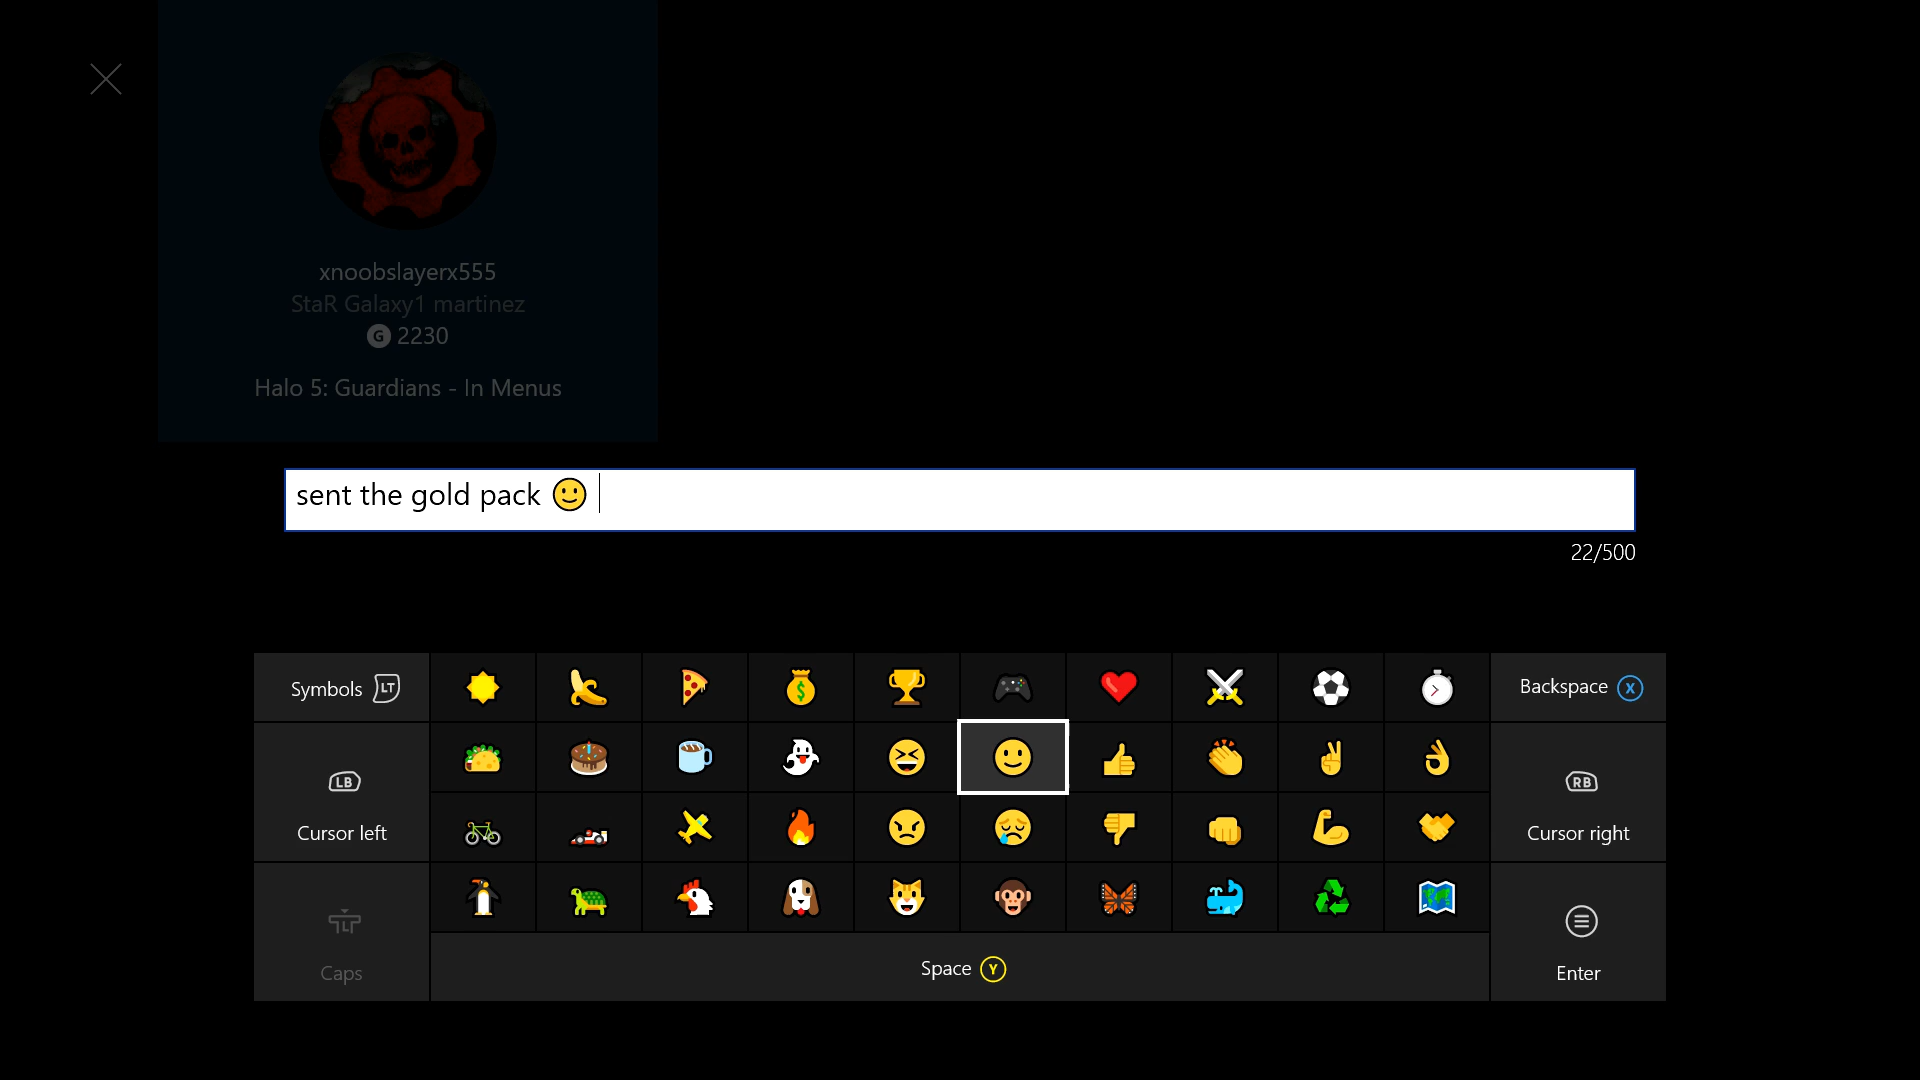 xnoobslayerx555
StaR Galaxy1 martinez
G 2230
Halo 5: Guardians - In Menus
sent the gold pack 🙂
22/500
Symbols LT
Backspace X
LB
Cursor left
RB
Cursor right
Caps
Space Y
Enter